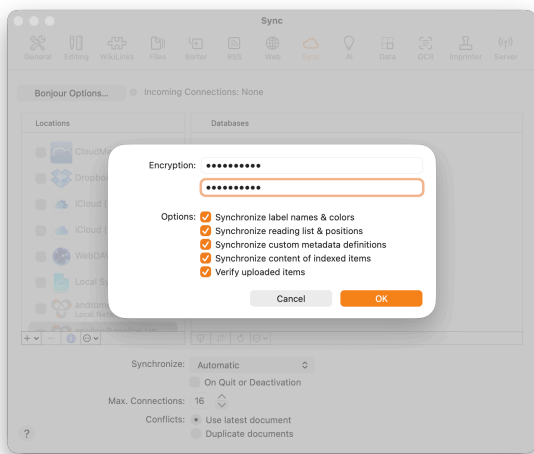 Sync
General Editing WikiLinks Files Sorter RSS Web Sync AI Data OCR Imprinter Server
Bonjour Options... Incoming Connections: None
Locations Databases
CloudMe
Dropbo
iCloud (
iCloud (
WebDAV
Local Sy
Local Netw
Encryption: ••••••••••
••••••••••
Options: Synchronize label names & colors
Synchronize reading list & positions
Synchronize custom metadata definitions
Synchronize content of indexed items
Verify uploaded items
Cancel OK
Synchronize: Automatic
On Quit or Deactivation
Max. Connections: 16
Conflicts: Use latest document
Duplicate documents
?